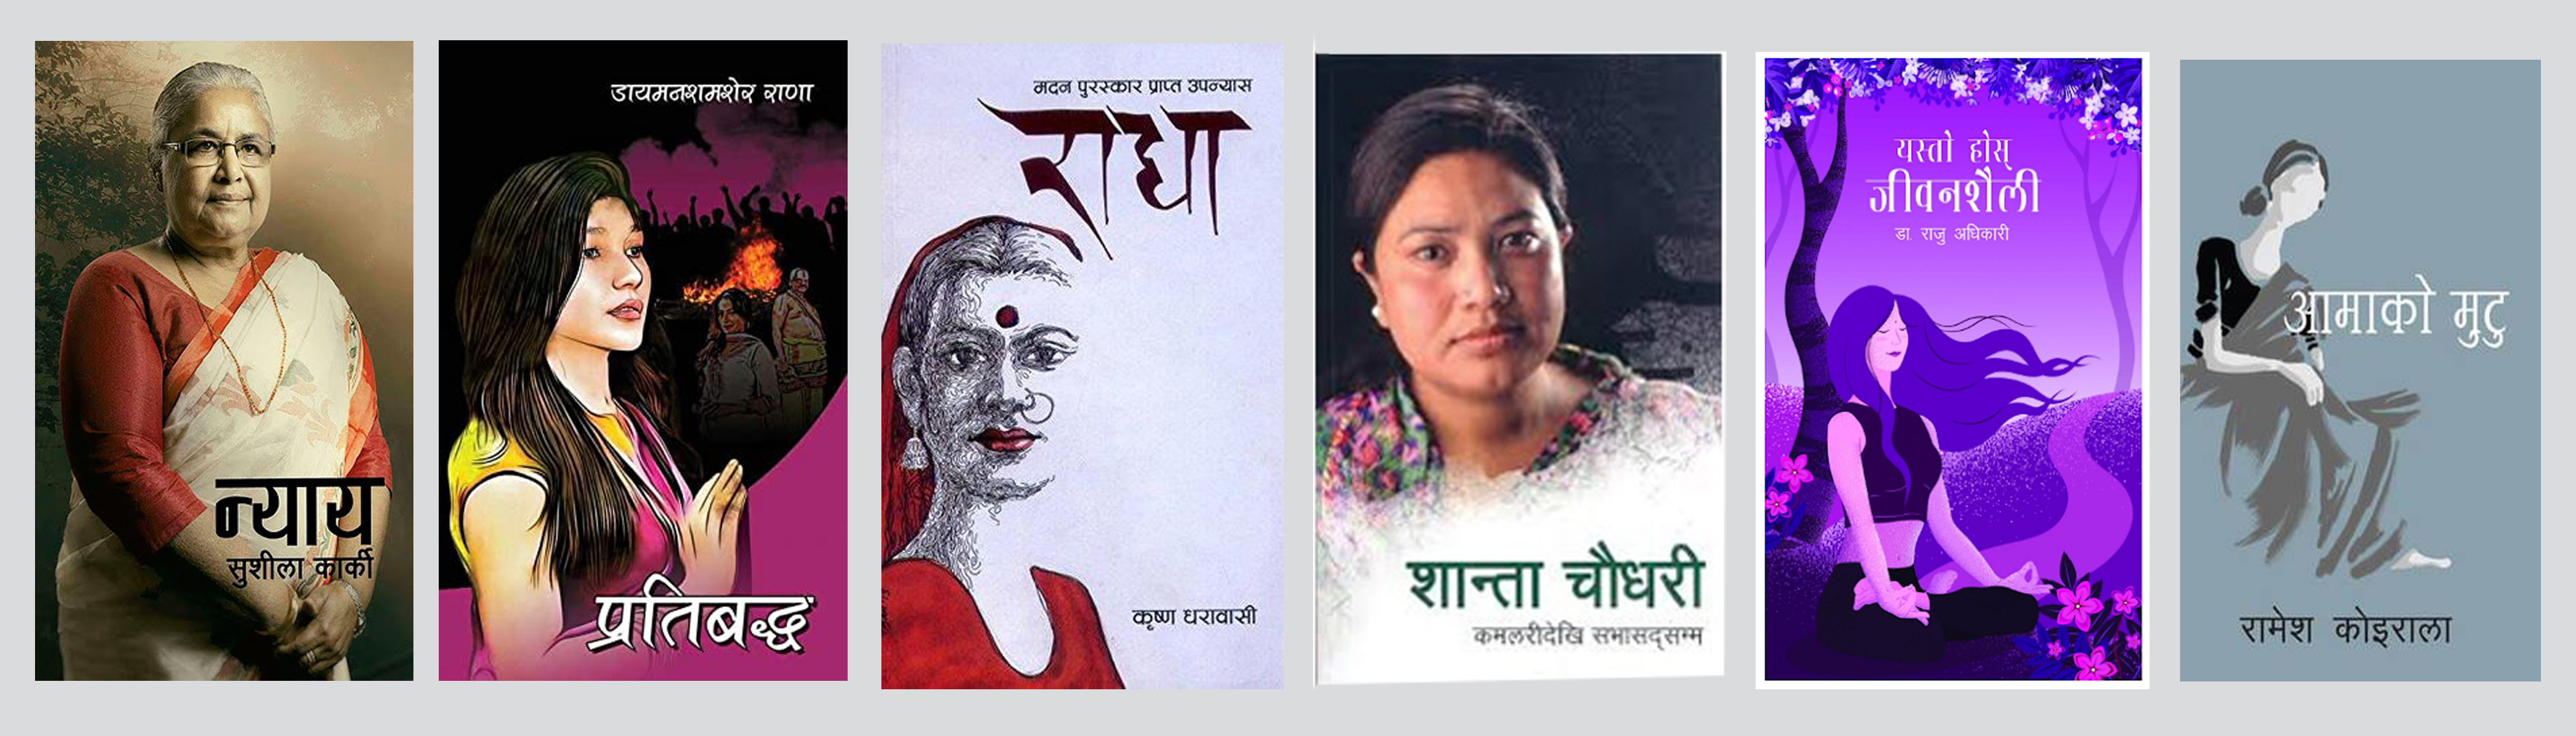 न्याय
सुशीला कार्की
डायमनशमशेर राणा
प्रतिबद्ध
मदन पुरस्कार प्राप्त उपन्यास
राधा
कृष्ण धरावासी
शान्ता चौधरी
कमलरीदेखि सभासद्सम्म
यस्तो होस्
जीवनशैली
डा. राजु अधिकारी
आमाको मुटु
रामेश कोइराला